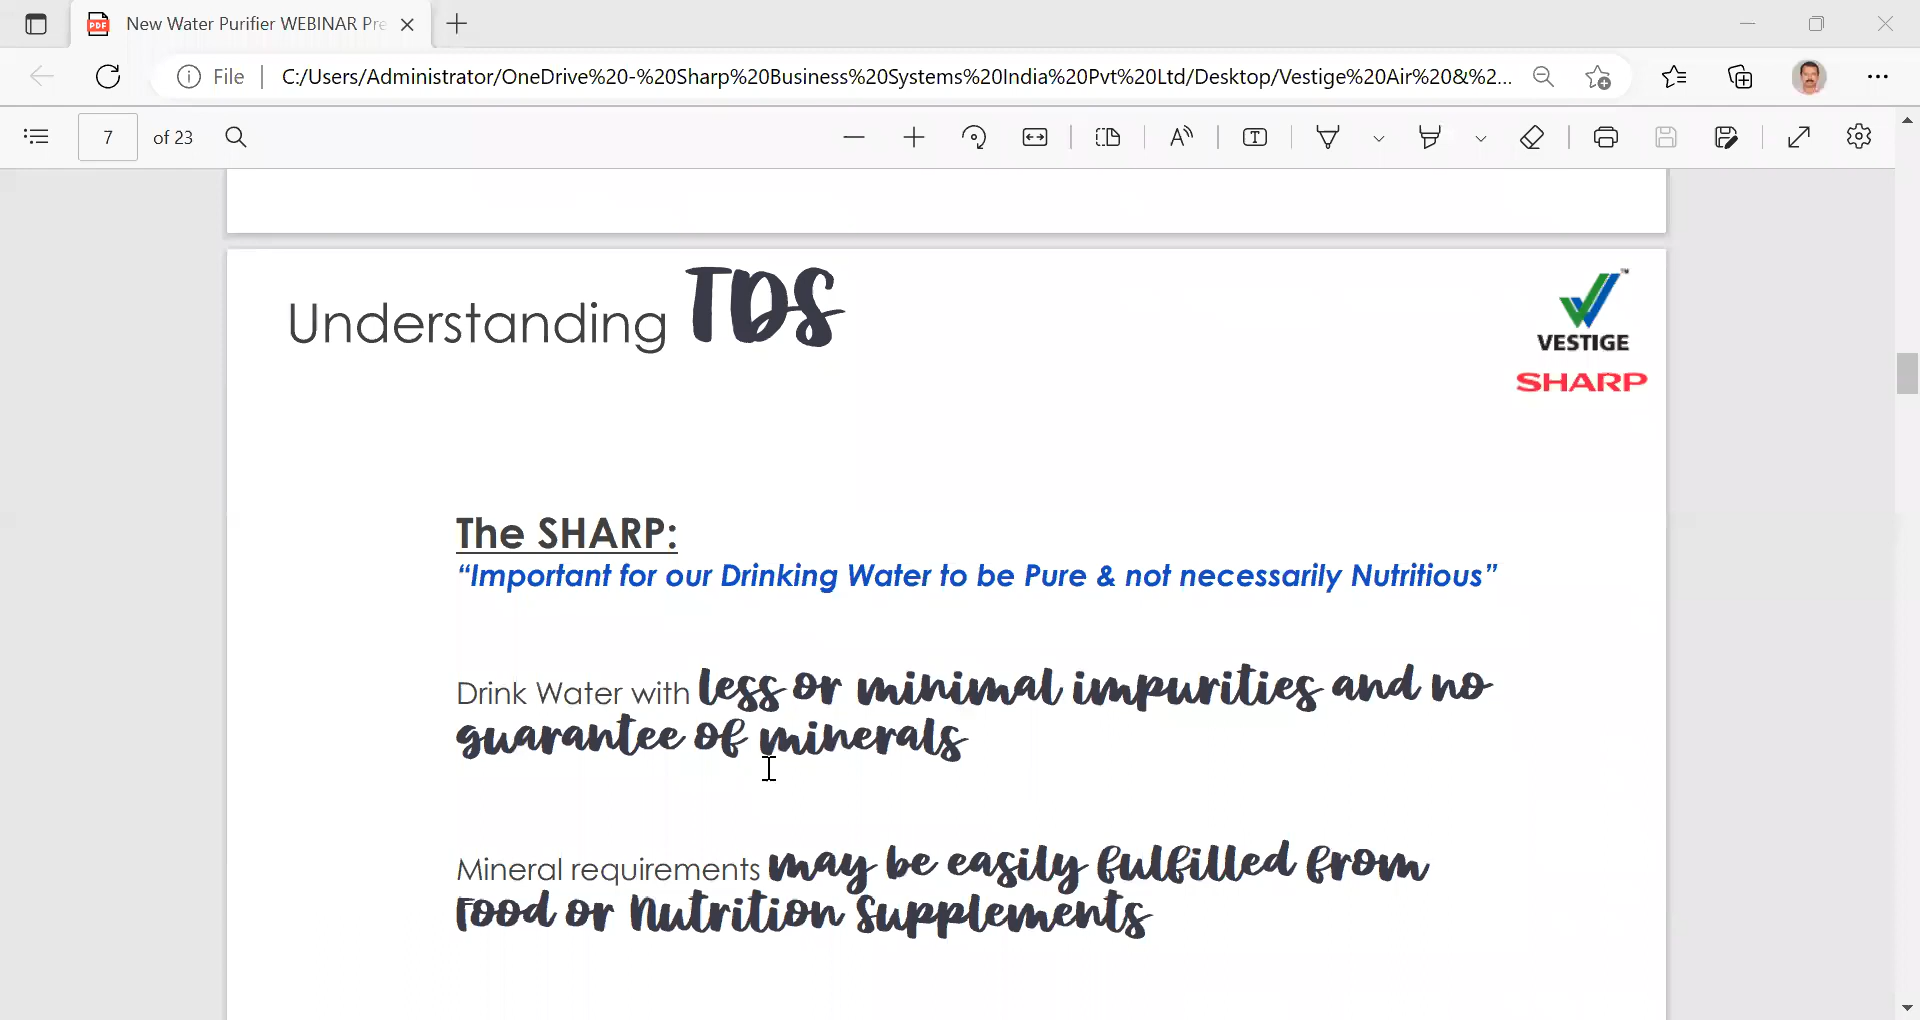 New Water Purifier WEBINAR Pre
File
C:/Users/Administrator/OneDrive%20-%20Sharp%20Business%20Systems%20India%20Pvt%20Ltd/Desktop/Vestige%20Air%20&%2...
7 of 23
Understanding TDS
VESTIGE
SHARP
The SHARP:
“Important for our Drinking Water to be Pure & not necessarily Nutritious”
Drink Water with less or minimal impurities and no
guarantee of minerals
Mineral requirements may be easily fulfilled from
Food or Nutrition Supplements